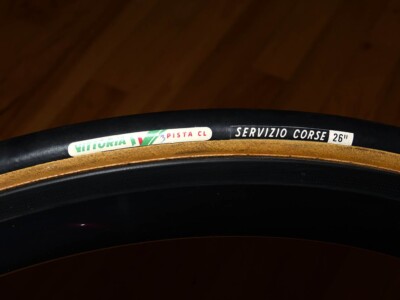 VITTORIA PISTA CL
SERVIZIO CORSE 26"